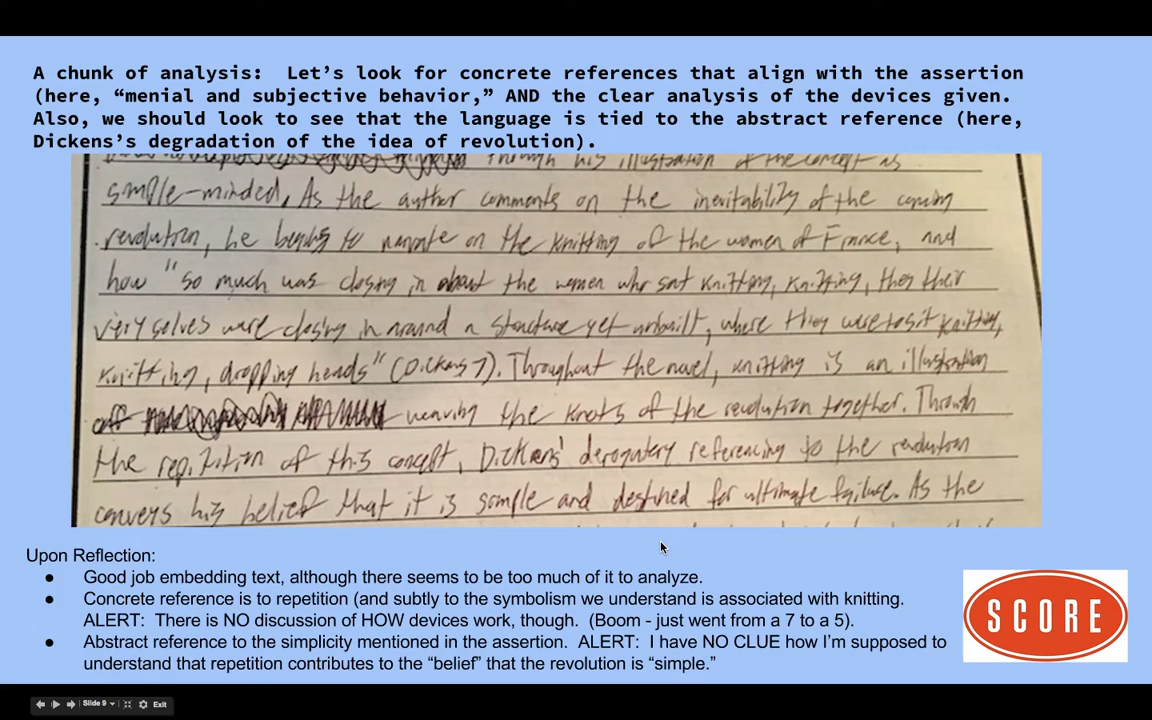 A chunk of analysis:  Let’s look for concrete references that align with the assertion
(here, “menial and subjective behavior,” AND the clear analysis of the devices given.
Also, we should look to see that the language is tied to the abstract reference (here,
Dickens’s degradation of the idea of revolution).
Through his illustration of the concept as
simple-minded. As the author comments on the inevitability of the coming
revolution, he begins to narrate on the knitting of the women of France, and
how "so much was closing in about the women who sat knitting, knitting, their
very selves were closing in around a structure yet unbuilt, where they were to sit knitting,
knitting, dropping heads" (Dickens 7). Throughout the novel, knitting is an illustration
weaving the knots of the revolution together. Through
the repitition of this concept, Dickens' derogatory referencing to the revolution
conveys his belief that it is simple and destined for ultimate failure. As the
Upon Reflection:
● Good job embedding text, although there seems to be too much of it to analyze.
● Concrete reference is to repetition (and subtly to the symbolism we understand is associated with knitting.
ALERT:  There is NO discussion of HOW devices work, though.  (Boom - just went from a 7 to a 5).
● Abstract reference to the simplicity mentioned in the assertion.  ALERT:  I have NO CLUE how I’m supposed to
understand that repetition contributes to the “belief” that the revolution is “simple.”
SCORE
Slide 9
Exit